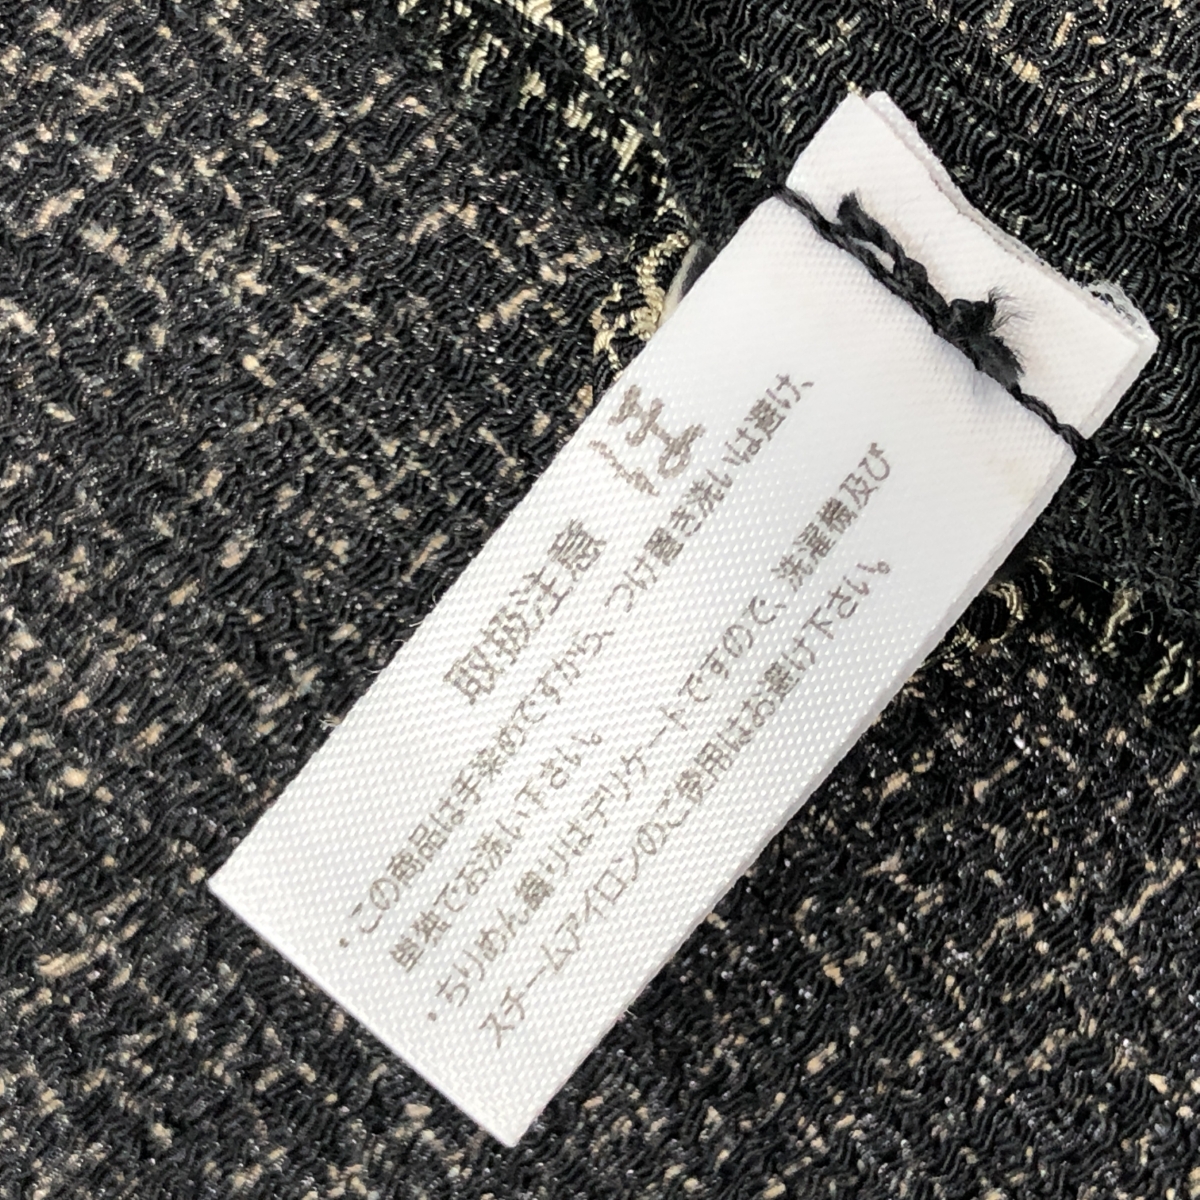 ほ
取扱注意
・この商品は手染めですから、つけ置き洗いは避け、
単独でお洗い下さい。
・ちりめん織りはデリケートですので、洗濯機及び
スチームアイロンのご使用はお避け下さい。